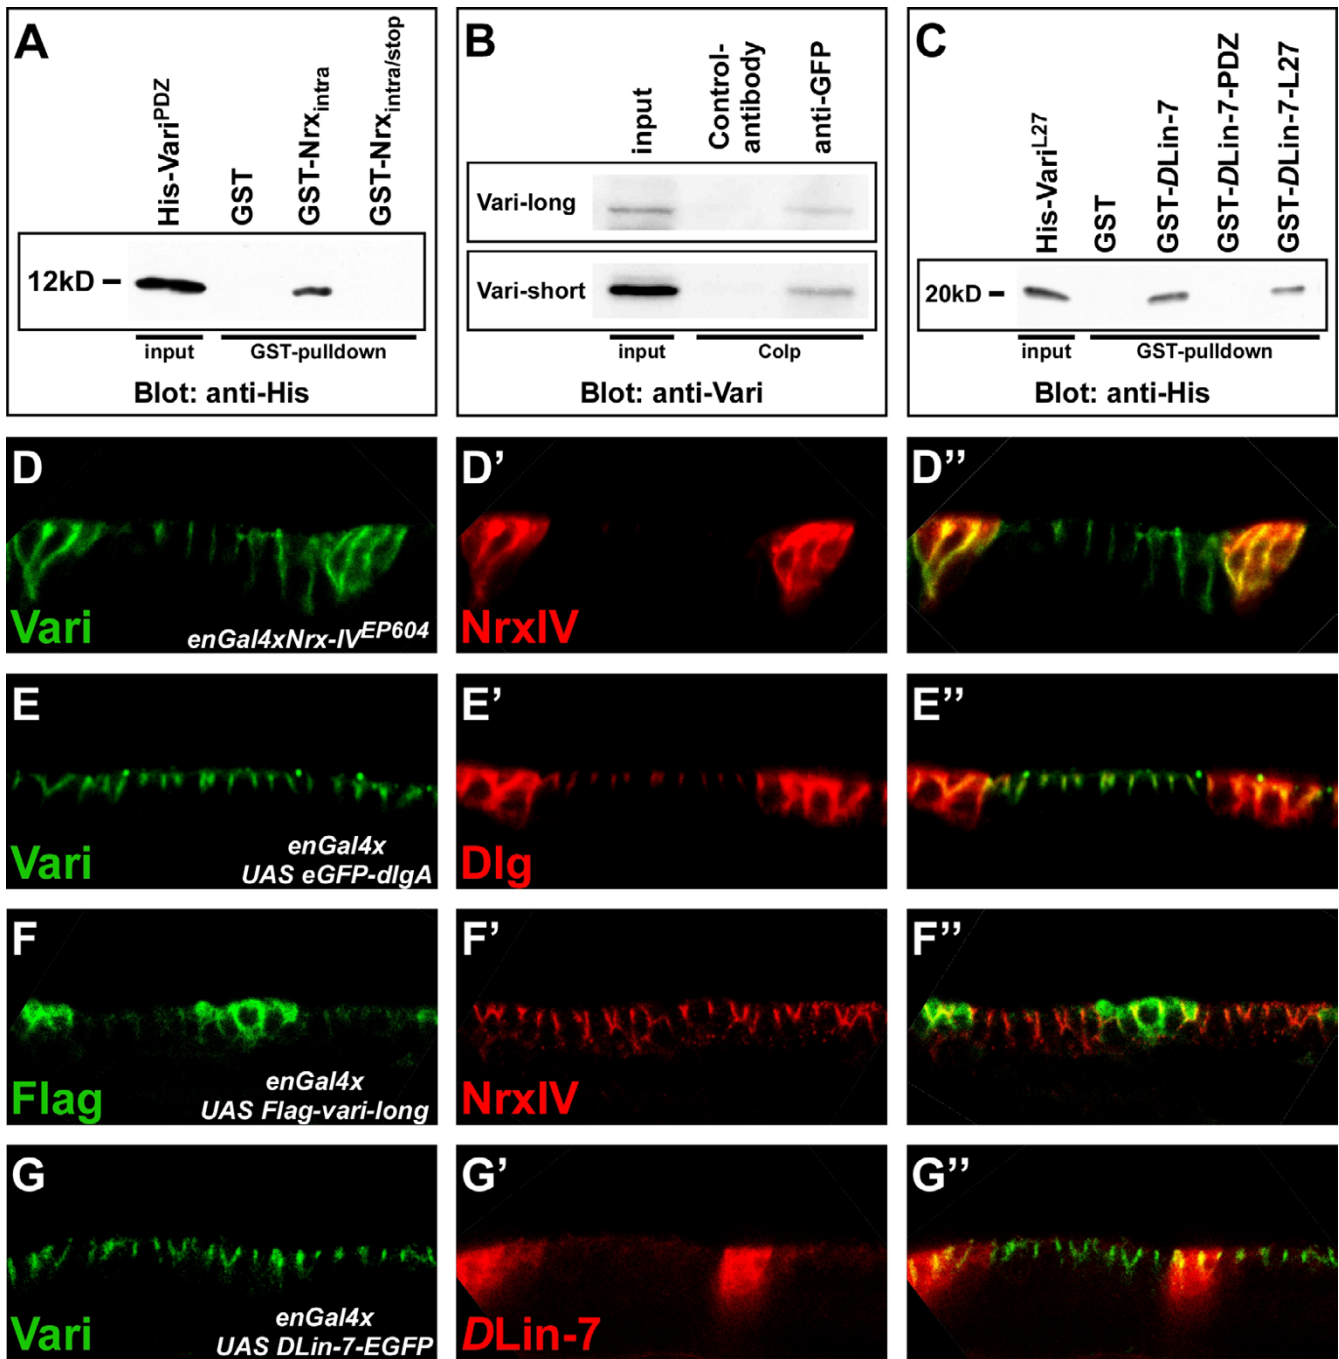 A
His-Vari^PDZ
GST
GST-Nrx_intra
GST-Nrx_intra/stop
12kD
input
GST-pulldown
Blot: anti-His
B
input
Control-
antibody
anti-GFP
Vari-long
Vari-short
input
CoIp
Blot: anti-Vari
C
His-Vari^L27
GST
GST-DLin-7
GST-DLin-7-PDZ
GST-DLin-7-L27
20kD
input
GST-pulldown
Blot: anti-His
D
Vari
enGal4xNrx-IV^EP604
D'
NrxIV
D''
E
Vari
enGal4x
UAS eGFP-dlgA
E'
Dlg
E''
F
Flag
enGal4x
UAS Flag-vari-long
F'
NrxIV
F''
G
Vari
enGal4x
UAS DLin-7-EGFP
G'
DLin-7
G''